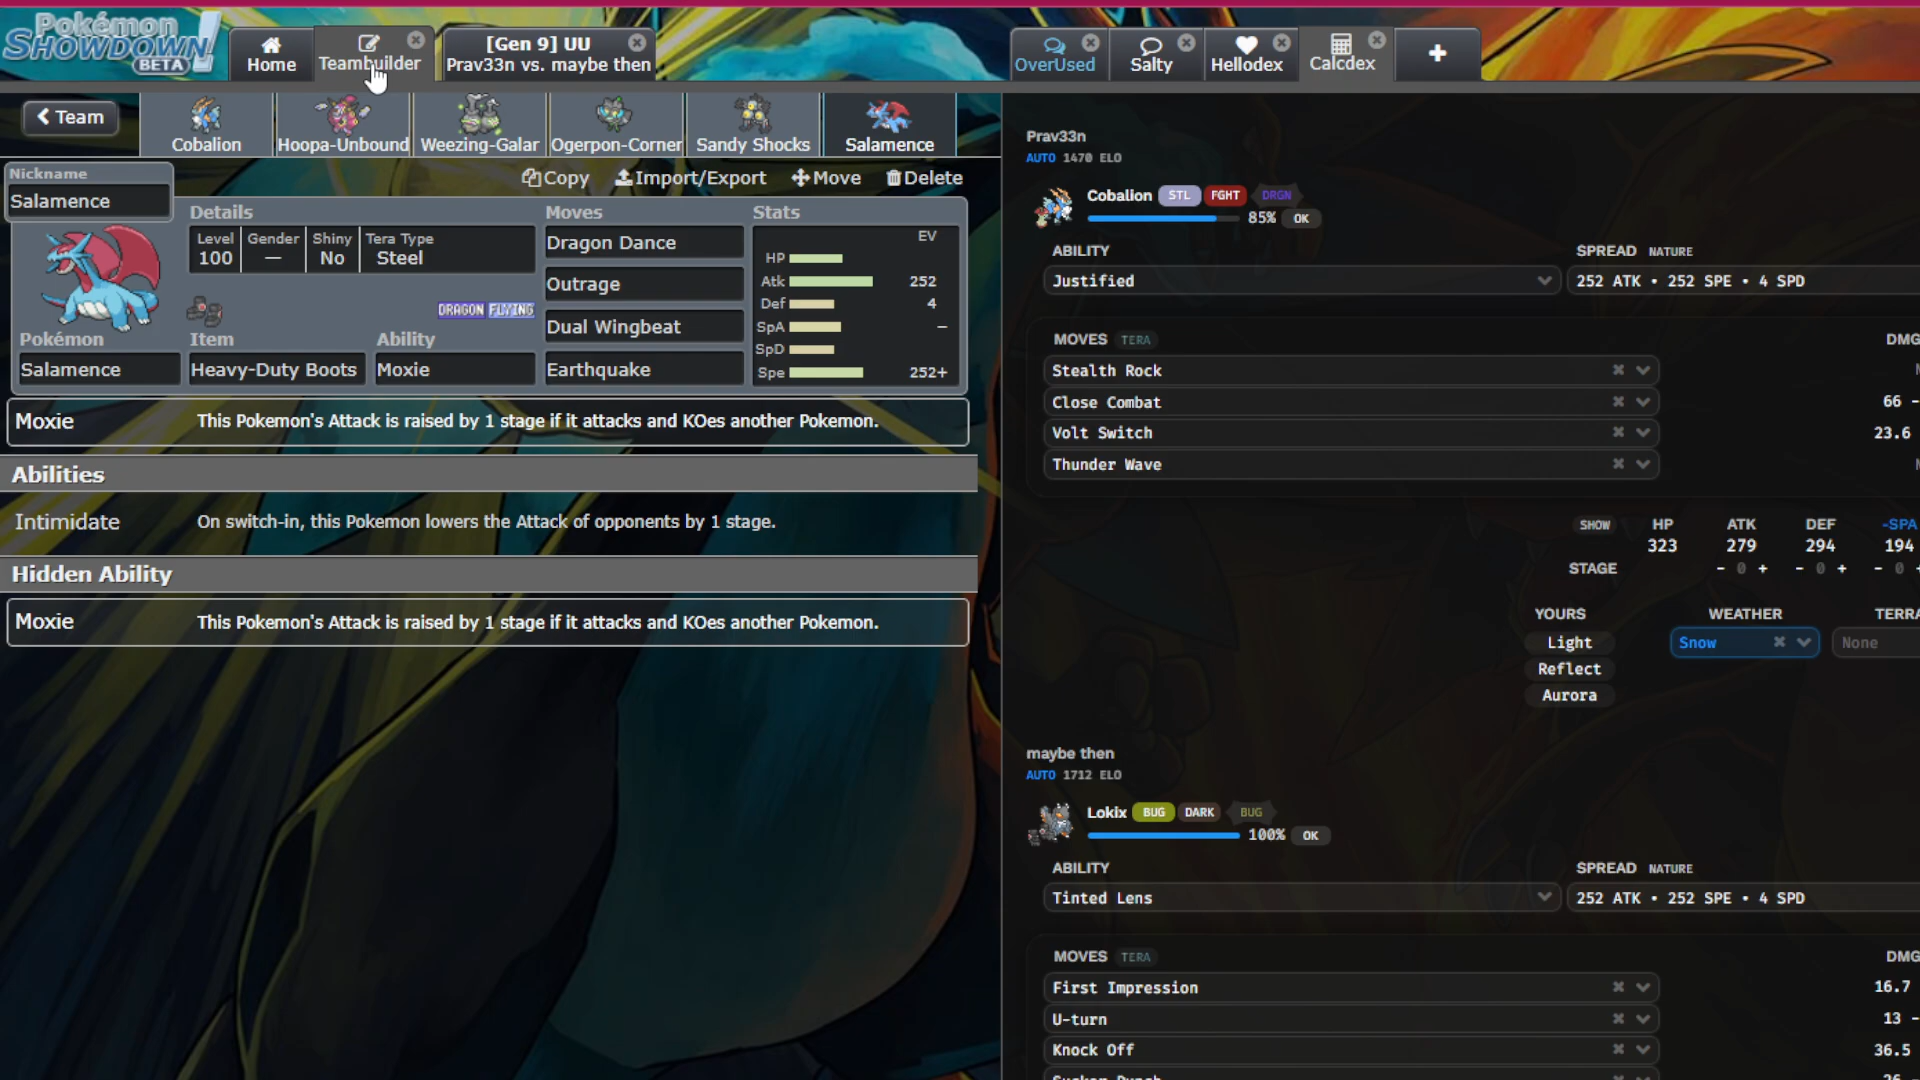 Pokémon
SHOWDOWN!
BETA
Home
Teambuilder
[Gen 9] UU
Prav33n vs. maybe then
OverUsed
Salty
Hellodex
Calcdex
Team
Cobalion
Hoopa-Unbound
Weezing-Galar
Ogerpon-Corner
Sandy Shocks
Salamence
Copy
Import/Export
Move
Delete
Nickname
Salamence
Details
Level
100
Gender
—
Shiny
No
Tera Type
Steel
DRAGON FLYING
Pokémon
Salamence
Item
Heavy-Duty Boots
Ability
Moxie
Moves
Dragon Dance
Outrage
Dual Wingbeat
Earthquake
Stats
EV
HP
Atk 252
Def 4
SpA –
SpD
Spe 252+
Moxie This Pokemon's Attack is raised by 1 stage if it attacks and KOes another Pokemon.
Abilities
Intimidate On switch-in, this Pokemon lowers the Attack of opponents by 1 stage.
Hidden Ability
Moxie This Pokemon's Attack is raised by 1 stage if it attacks and KOes another Pokemon.
Prav33n
AUTO 1470 ELO
Cobalion STL FGHT DRGN
85% OK
ABILITY
Justified
SPREAD NATURE
252 ATK • 252 SPE • 4 SPD
MOVES TERA DMG
Stealth Rock
Close Combat 66 -
Volt Switch 23.6
Thunder Wave
SHOW HP ATK DEF -SPA
323 279 294 194
STAGE - 0 + - 0 + - 0 +
YOURS WEATHER TERRA
Light
Snow
None
Reflect
Aurora
maybe then
AUTO 1712 ELO
Lokix BUG DARK BUG
100% OK
ABILITY
Tinted Lens
SPREAD NATURE
252 ATK • 252 SPE • 4 SPD
MOVES TERA DMG
First Impression 16.7
U-turn 13 -
Knock Off 36.5